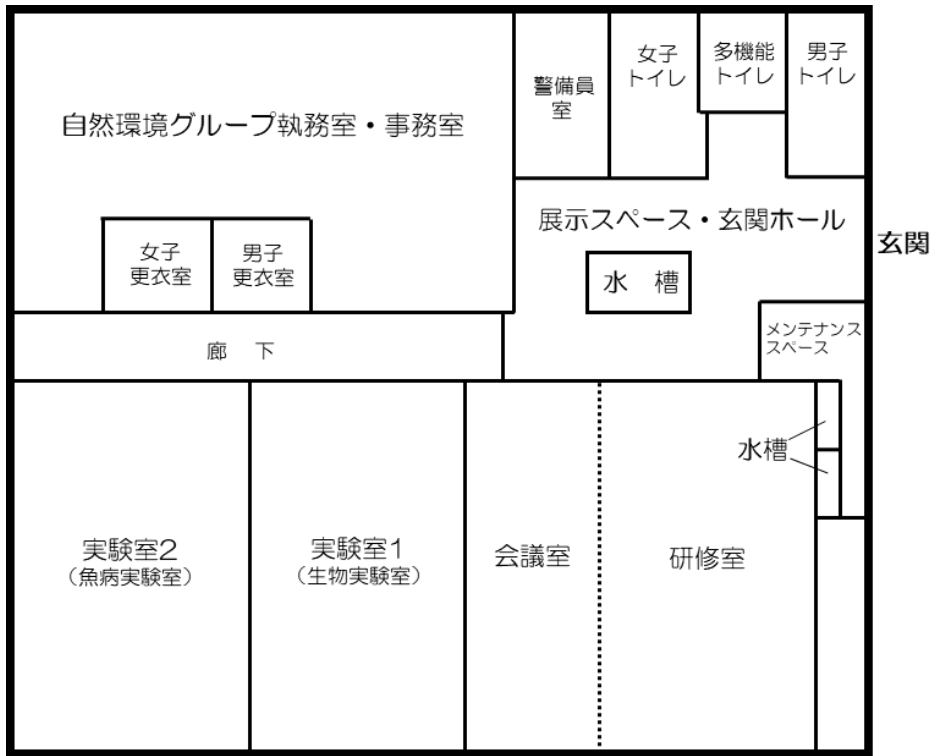 警備員
室
女子
トイレ
多機能
トイレ
男子
トイレ
自然環境グループ執務室・事務室
展示スペース・玄関ホール
玄関
女子
更衣室
男子
更衣室
水 槽
メンテナンス
スペース
廊 下
水槽
実験室2
(魚病実験室)
実験室1
(生物実験室)
会議室
研修室